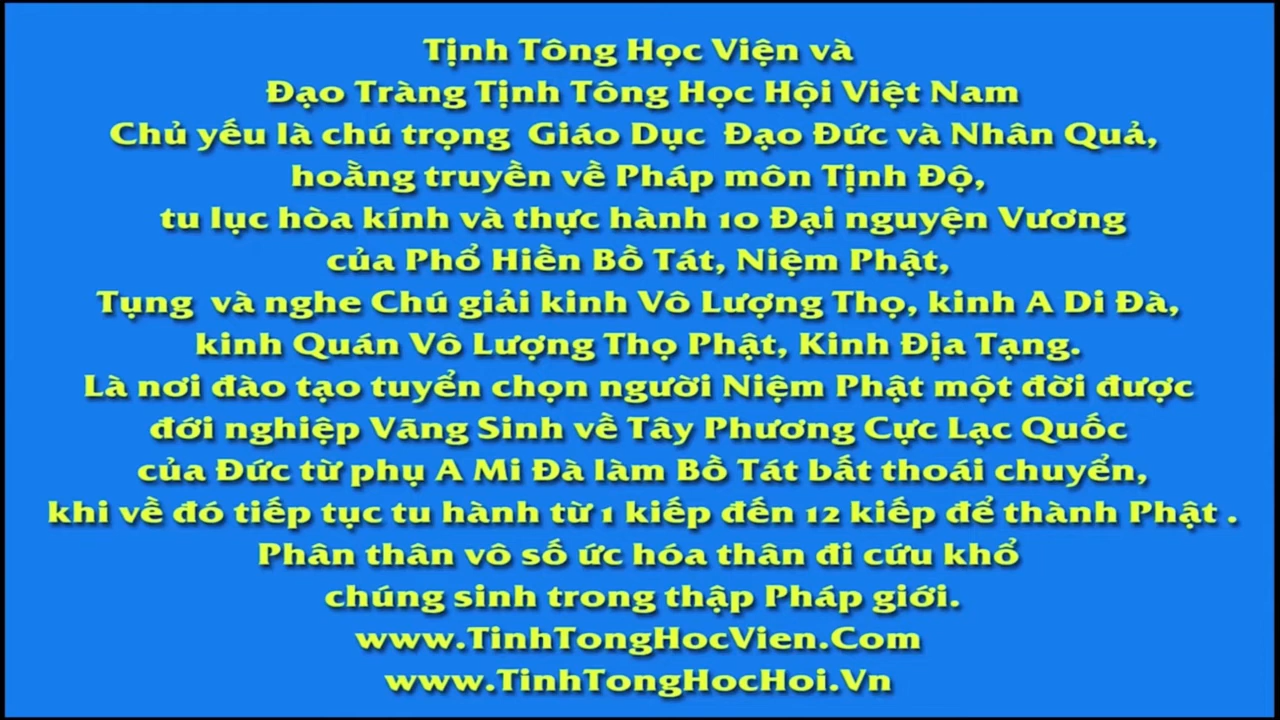 Tịnh Tông Học Viện và
Đạo Tràng Tịnh Tông Học Hội Việt Nam
Chủ yếu là chú trọng Giáo Dục Đạo Đức và Nhân Quả,
hoằng truyền về Pháp môn Tịnh Độ,
tu lục hòa kính và thực hành 10 Đại nguyện Vương
của Phổ Hiền Bồ Tát, Niệm Phật,
Tụng và nghe Chú giải kinh Vô Lượng Thọ, kinh A Di Đà,
kinh Quán Vô Lượng Thọ Phật, Kinh Địa Tạng.
Là nơi đào tạo tuyển chọn người Niệm Phật một đời được
đới nghiệp Vãng Sinh về Tây Phương Cực Lạc Quốc
của Đức từ phụ A Mi Đà làm Bồ Tát bất thoái chuyển,
khi về đó tiếp tục tu hành từ 1 kiếp đến 12 kiếp để thành Phật .
Phân thân vô số ức hóa thân đi cứu khổ
chúng sinh trong thập Pháp giới.
www.TinhTongHocVien.Com
www.TinhTongHocHoi.Vn